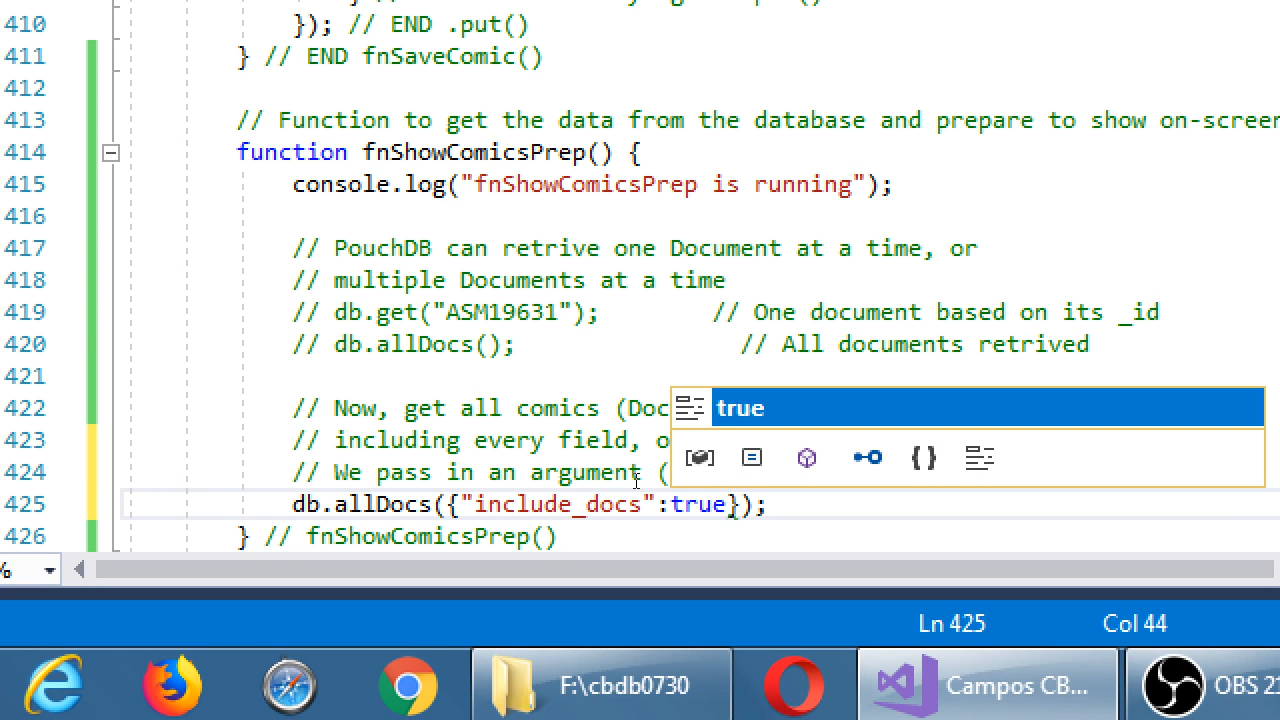 410 }); // END .put()
411 } // END fnSaveComic()
412
413 // Function to get the data from the database and prepare to show on-screen
414 function fnShowComicsPrep() {
415 console.log("fnShowComicsPrep is running");
416
417 // PouchDB can retrive one Document at a time, or
418 // multiple Documents at a time
419 // db.get("ASM19631"); // One document based on its _id
420 // db.allDocs(); // All documents retrived
421
422 // Now, get all comics (Doc
423 // including every field, o
424 // We pass in an argument (
true
425 db.allDocs({"include_docs":true});
426 } // fnShowComicsPrep()
%
Ln 425 Col 44
F:\cbdb0730 Campos CB... OBS 21